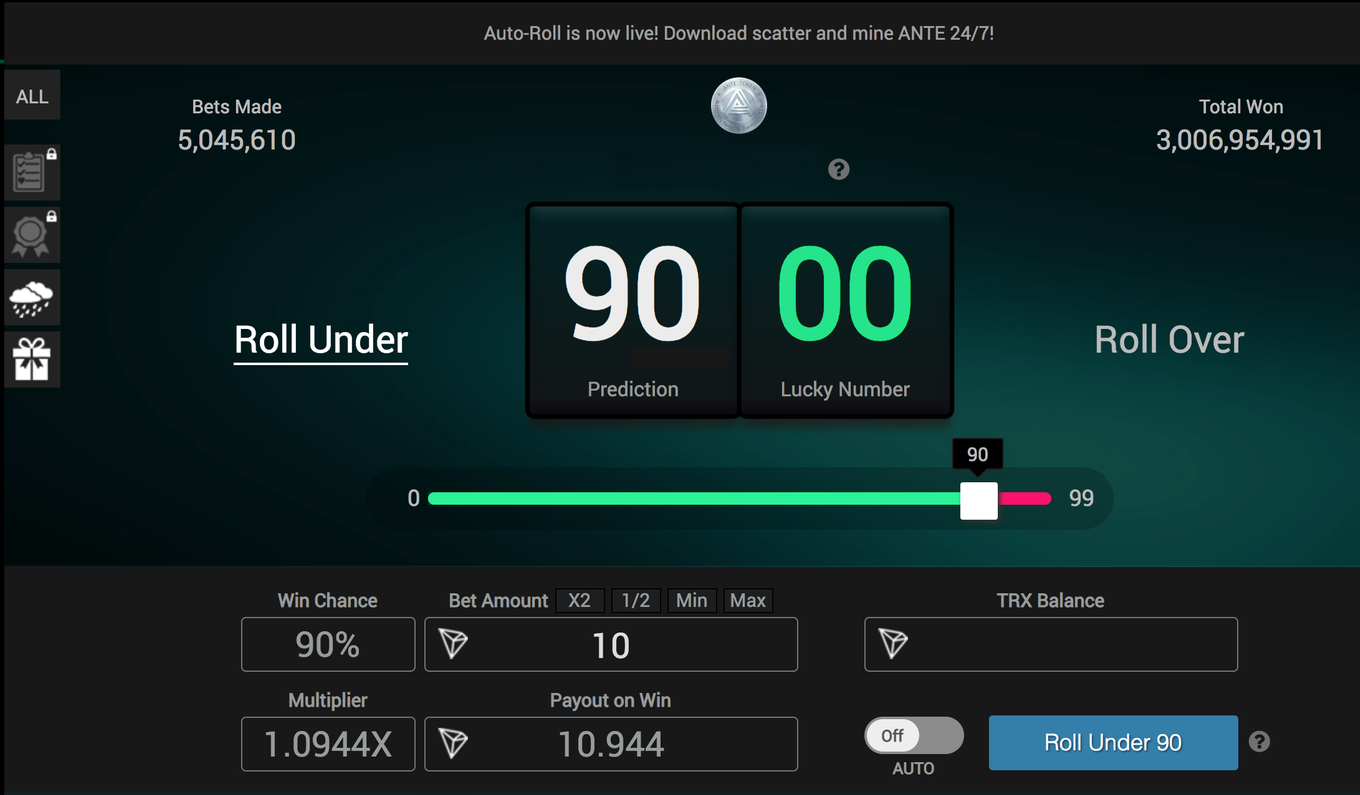 Auto-Roll is now live! Download scatter and mine ANTE 24/7!
ALL
Bets Made
5,045,610
Total Won
3,006,954,991
?
Roll Under
90
Prediction
00
Lucky Number
Roll Over
90
0
99
Win Chance
90%
Bet Amount X2 1/2 Min Max
10
TRX Balance
Multiplier
1.0944X
Payout on Win
10.944
Off
AUTO
Roll Under 90
?